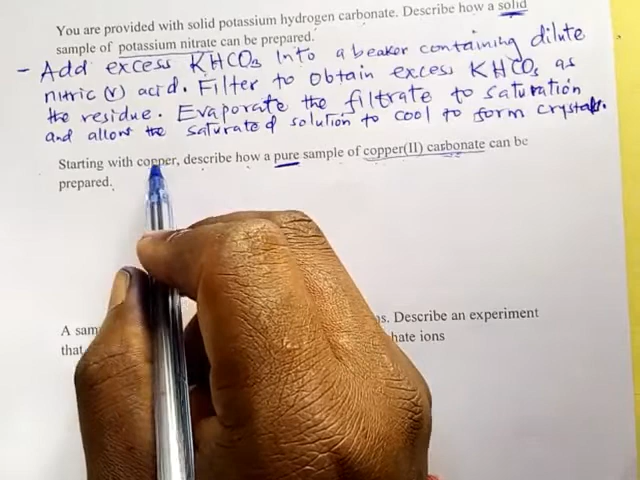 You are provided with solid potassium hydrogen carbonate. Describe how a solid
sample of potassium nitrate can be prepared.
- Add excess KHCO3 into a beaker containing dilute
nitric (v) acid. Filter to obtain excess KHCO3 as
the residue. Evaporate the filtrate to saturation
and allow the saturated solution to cool to form crystals.
Starting with copper, describe how a pure sample of copper(II) carbonate can be
prepared.
A sam s. Describe an experiment
that hate ions